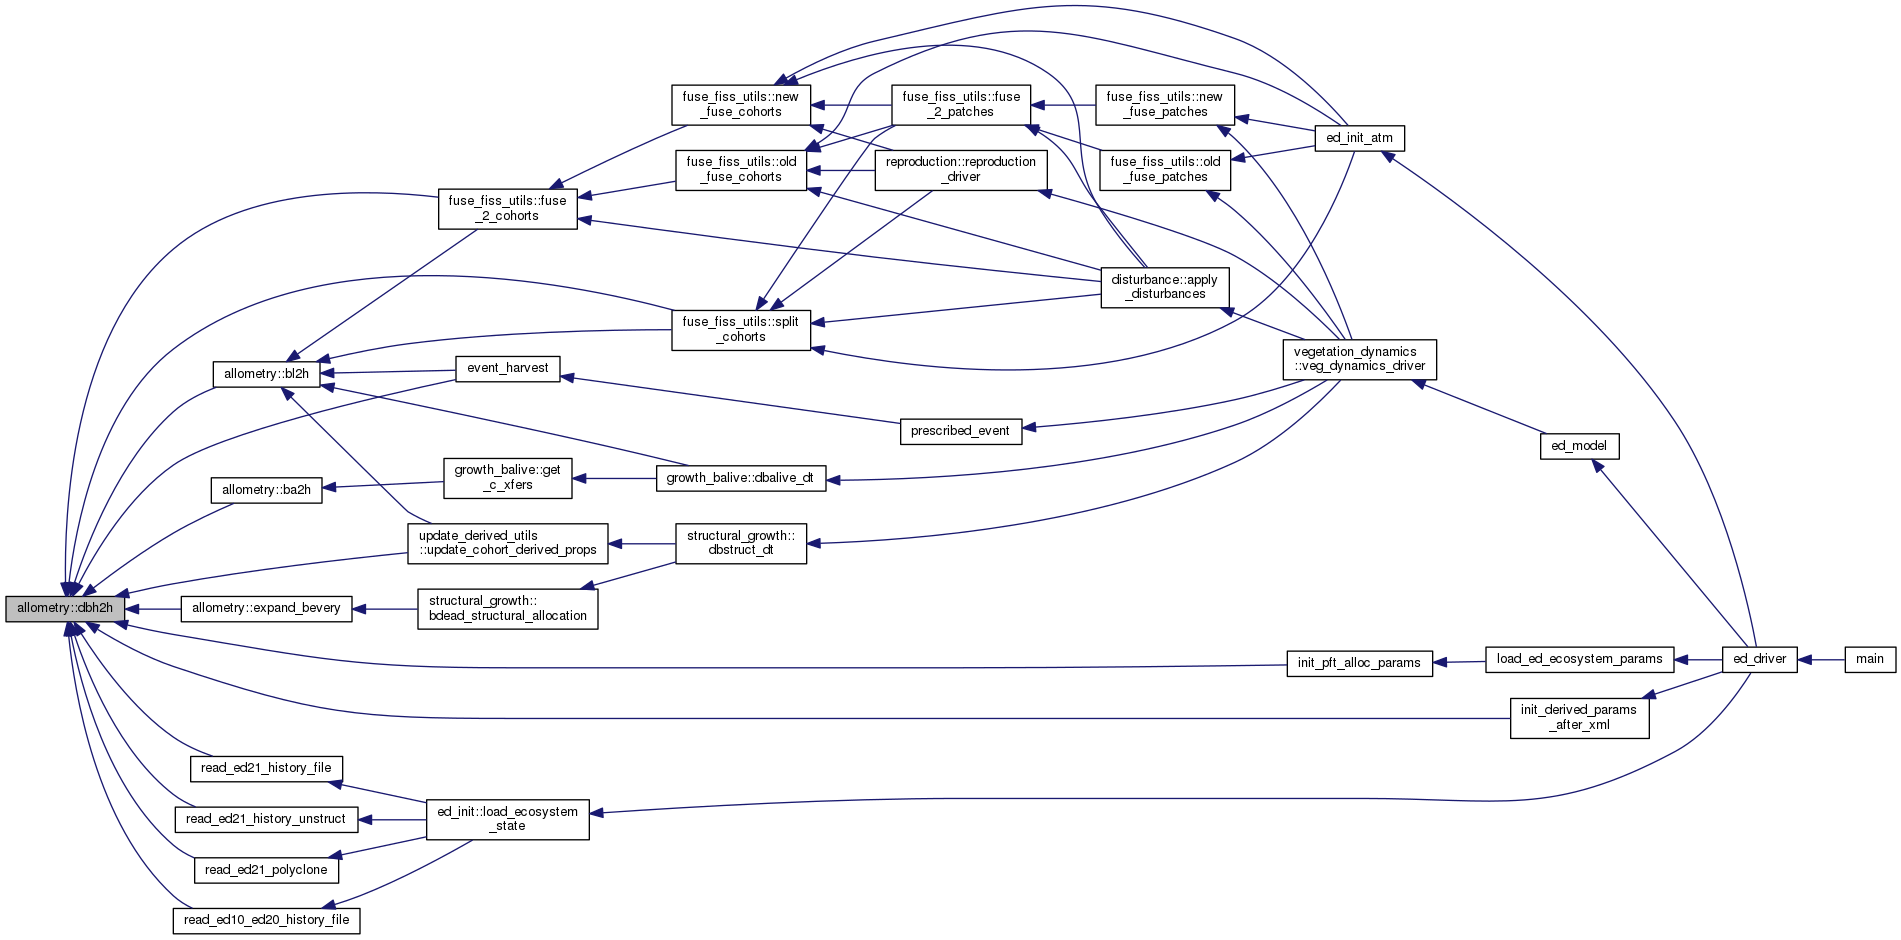 fuse_fiss_utils::new
_fuse_cohorts
fuse_fiss_utils::fuse
_2_patches
fuse_fiss_utils::new
_fuse_patches
ed_init_atm
fuse_fiss_utils::old
_fuse_cohorts
reproduction::reproduction
_driver
fuse_fiss_utils::old
_fuse_patches
fuse_fiss_utils::fuse
_2_cohorts
disturbance::apply
_disturbances
fuse_fiss_utils::split
_cohorts
vegetation_dynamics
::veg_dynamics_driver
allometry::bl2h
event_harvest
prescribed_event
ed_model
growth_balive::get
_c_xfers
growth_balive::dbalive_dt
allometry::ba2h
update_derived_utils
::update_cohort_derived_props
structural_growth::
dbstruct_dt
allometry::dbh2h
allometry::expand_bevery
structural_growth::
bdead_structural_allocation
init_pft_alloc_params
load_ed_ecosystem_params
ed_driver
main
init_derived_params
_after_xml
read_ed21_history_file
read_ed21_history_unstruct
ed_init::load_ecosystem
_state
read_ed21_polyclone
read_ed10_ed20_history_file